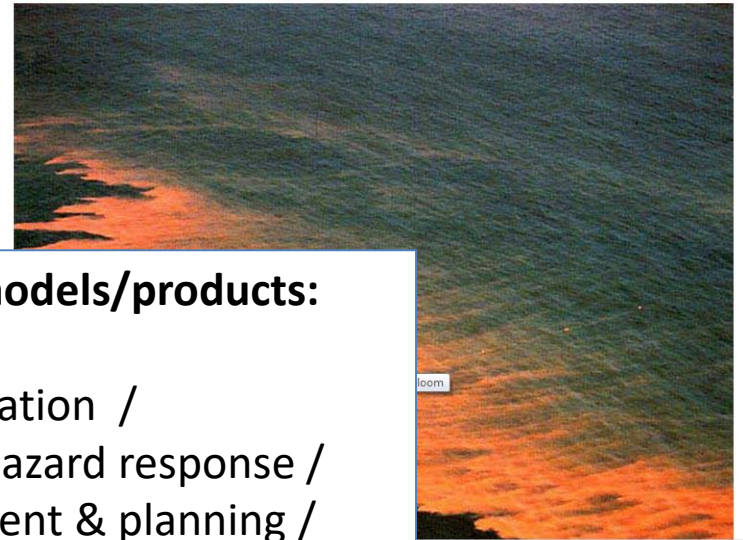 models/products:
ation /
azard response /
ent & planning /
loom